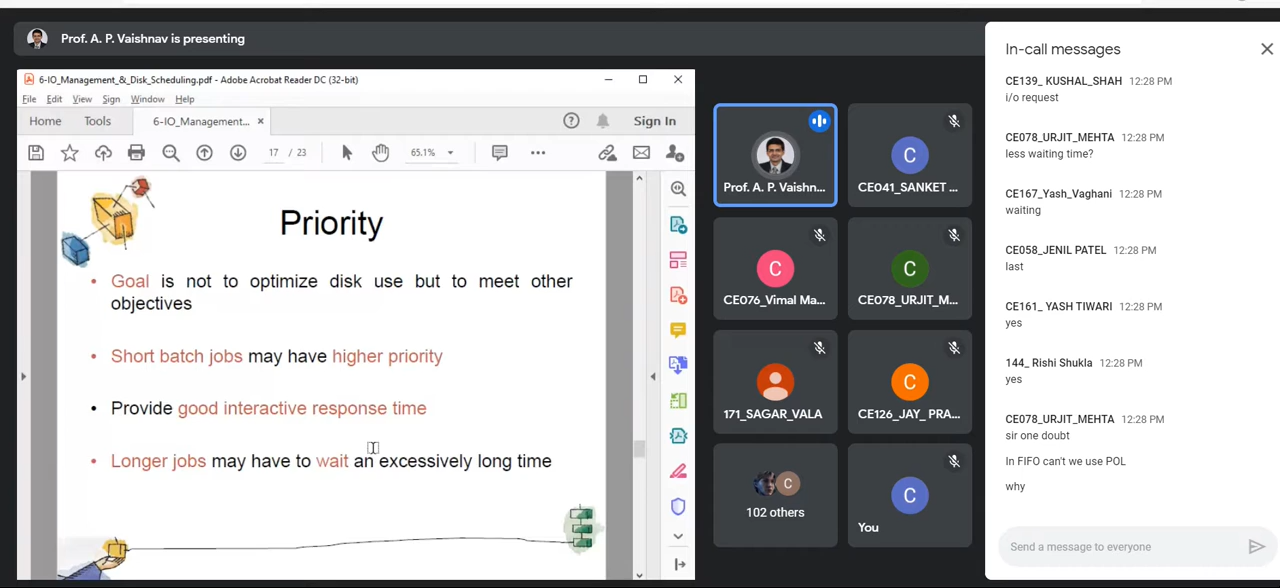 Prof. A. P. Vaishnav is presenting
6-IO_Management_&_Disk_Scheduling.pdf - Adobe Acrobat Reader DC (32-bit)
File Edit View Sign Window Help
Home Tools 6-IO_Management... × Sign In
17 / 23 65.1%
Priority
• Goal is not to optimize disk use but to meet other
objectives
• Short batch jobs may have higher priority
• Provide good interactive response time
• Longer jobs may have to wait an excessively long time
Prof. A. P. Vaishn...
C
CE041_SANKET ...
C
CE076_Vimal Ma...
C
CE078_URJIT_M...
171_SAGAR_VALA
C
CE126_JAY_ PRA...
C
102 others
C
You
In-call messages
CE139_ KUSHAL_SHAH 12:28 PM
i/o request
CE078_URJIT_MEHTA 12:28 PM
less waiting time?
CE167_Yash_Vaghani 12:28 PM
waiting
CE058_JENIL PATEL 12:28 PM
last
CE161_ YASH TIWARI 12:28 PM
yes
144_ Rishi Shukla 12:28 PM
yes
CE078_URJIT_MEHTA 12:28 PM
sir one doubt
In FIFO can't we use POL
why
Send a message to everyone